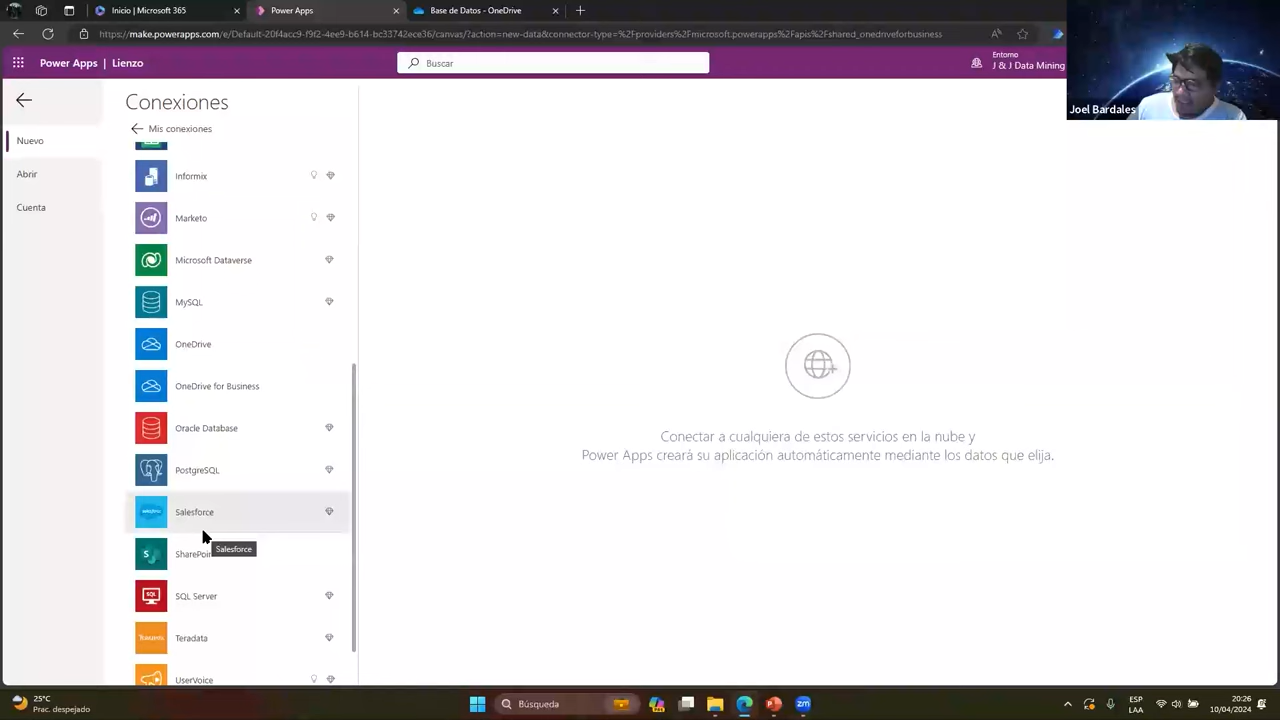 Inicio | Microsoft 365
Power Apps
Base de Datos - OneDrive
https://make.powerapps.com/e/Default-20f4acc9-f9f2-4ee9-b614-bc33742ece36/canvas/?action=new-data&connector-type=%2Fproviders%2Fmicrosoft.powerapps%2Fapis%2Fshared_onedriveforbusiness
Power Apps | Lienzo
Buscar
Entorno
J & J Data Mining
Joel Bardales
Nuevo
Abrir
Cuenta
Conexiones
Mis conexiones
Informix
Marketo
Microsoft Dataverse
MySQL
OneDrive
OneDrive for Business
Oracle Database
PostgreSQL
Salesforce
Salesforce
SharePoin
SQL Server
Teradata
UserVoice
Conectar a cualquiera de estos servicios en la nube y
Power Apps creará su aplicación automáticamente mediante los datos que elija.
25°C
Prac. despejado
Búsqueda
zm
ESP
LAA
20:26
10/04/2024